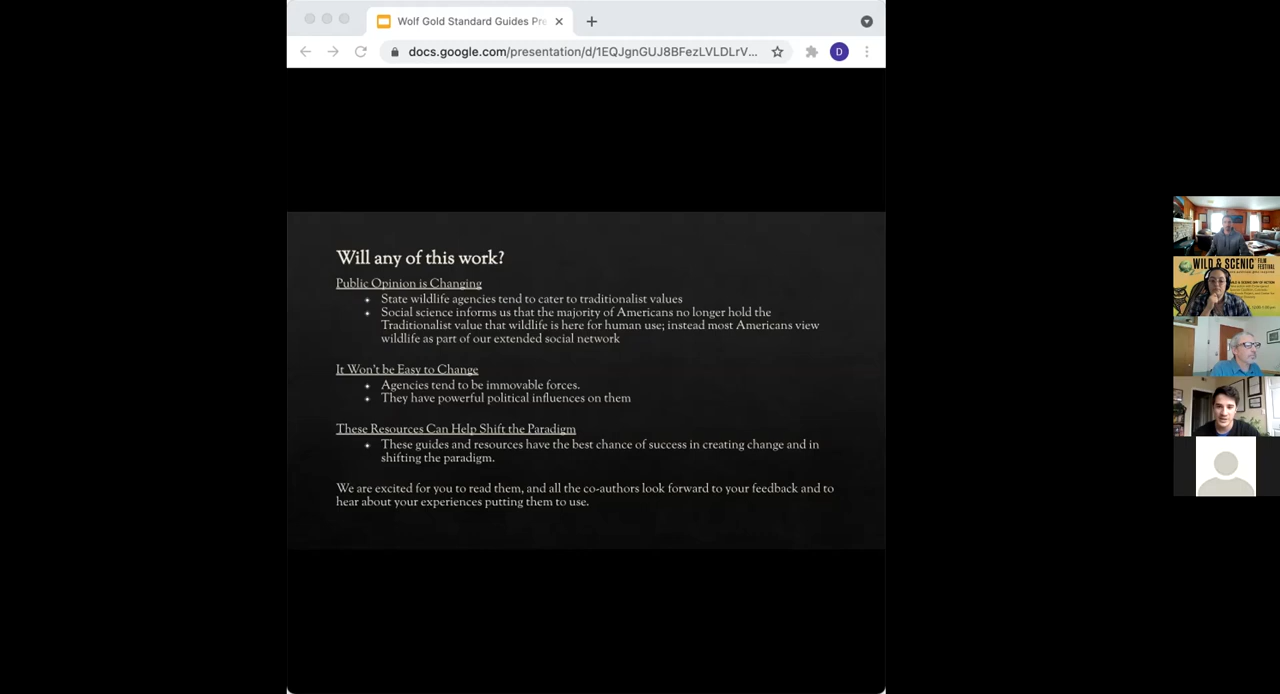 Wolf Gold Standard Guides Pre
docs.google.com/presentation/d/1EQJgnGUJ8BFezLVLDLrV...
D
Will any of this work?
Public Opinion is Changing
State wildlife agencies tend to cater to traditionalist values
Social science informs us that the majority of Americans no longer hold the
Traditionalist value that wildlife is here for human use; instead most Americans view
wildlife as part of our extended social network
It Won't be Easy to Change
Agencies tend to be immovable forces.
They have powerful political influences on them
These Resources Can Help Shift the Paradigm
These guides and resources have the best chance of success in creating change and in
shifting the paradigm.
We are excited for you to read them, and all the co-authors look forward to your feedback and to
hear about your experiences putting them to use.
WILD & SCENIC FILM
FESTIVAL